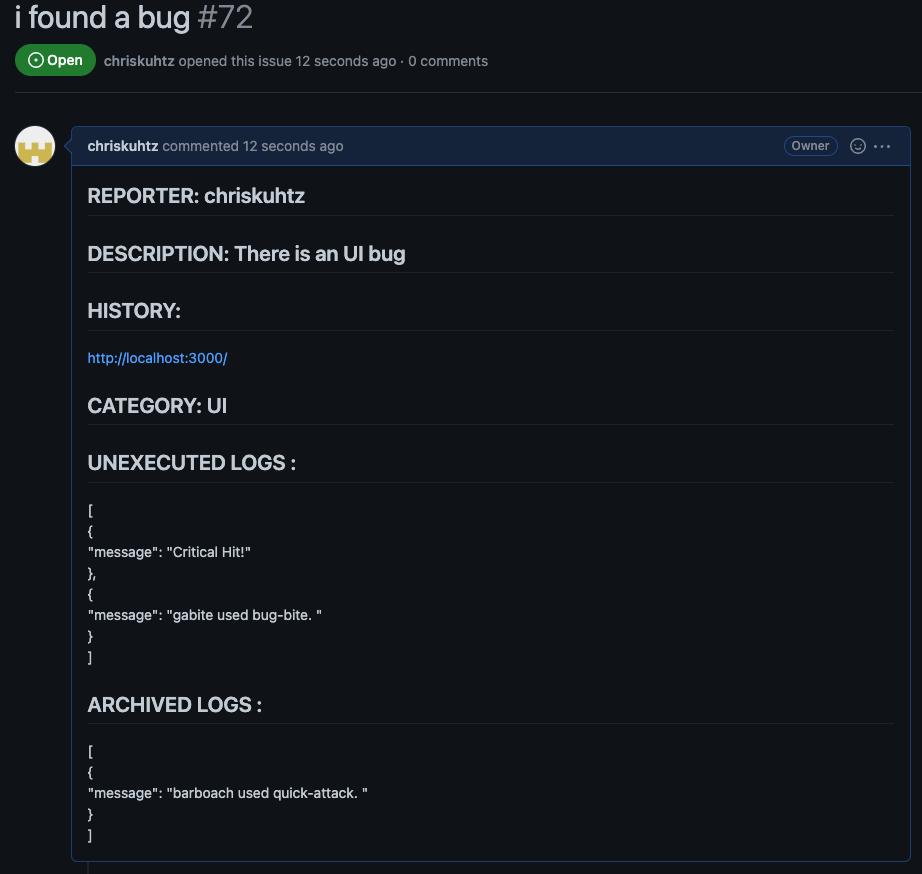 i found a bug #72
Open chriskuhtz opened this issue 12 seconds ago · 0 comments
chriskuhtz commented 12 seconds ago Owner
REPORTER: chriskuhtz
DESCRIPTION: There is an UI bug
HISTORY:
http://localhost:3000/
CATEGORY: UI
UNEXECUTED LOGS :
[
{
"message": "Critical Hit!"
},
{
"message": "gabite used bug-bite. "
}
]
ARCHIVED LOGS :
[
{
"message": "barboach used quick-attack. "
}
]